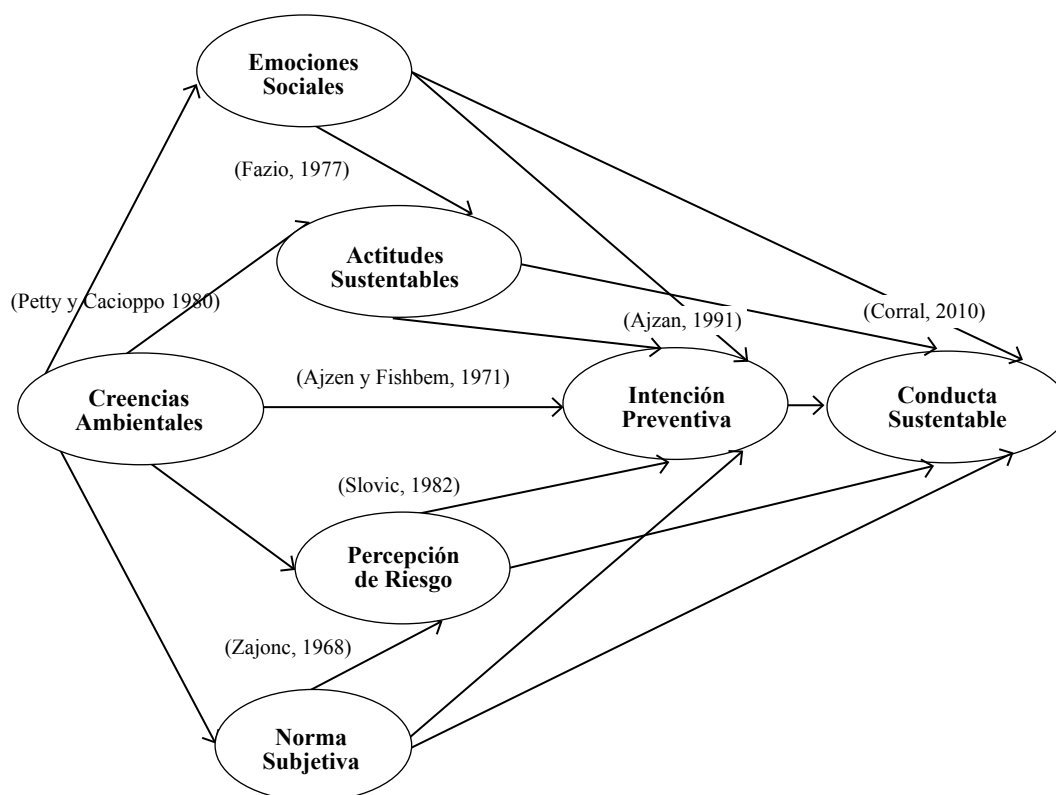 Emociones
Sociales
(Fazio, 1977)
Actitudes
Sustentables
(Petty y Cacioppo 1980)
(Ajzan, 1991)
(Corral, 2010)
Creencias
Ambientales
(Ajzen y Fishbem, 1971)
Intención
Preventiva
Conducta
Sustentable
(Slovic, 1982)
Percepción
de Riesgo
(Zajonc, 1968)
Norma
Subjetiva